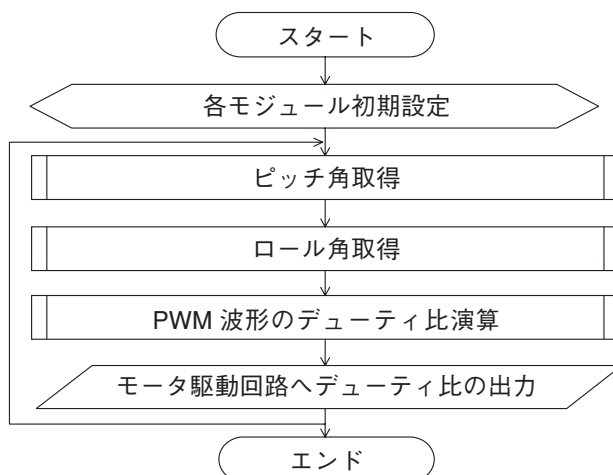 スタート
各モジュール初期設定
ピッチ角取得
ロール角取得
PWM 波形のデューティ比演算
モータ駆動回路へデューティ比の出力
エンド